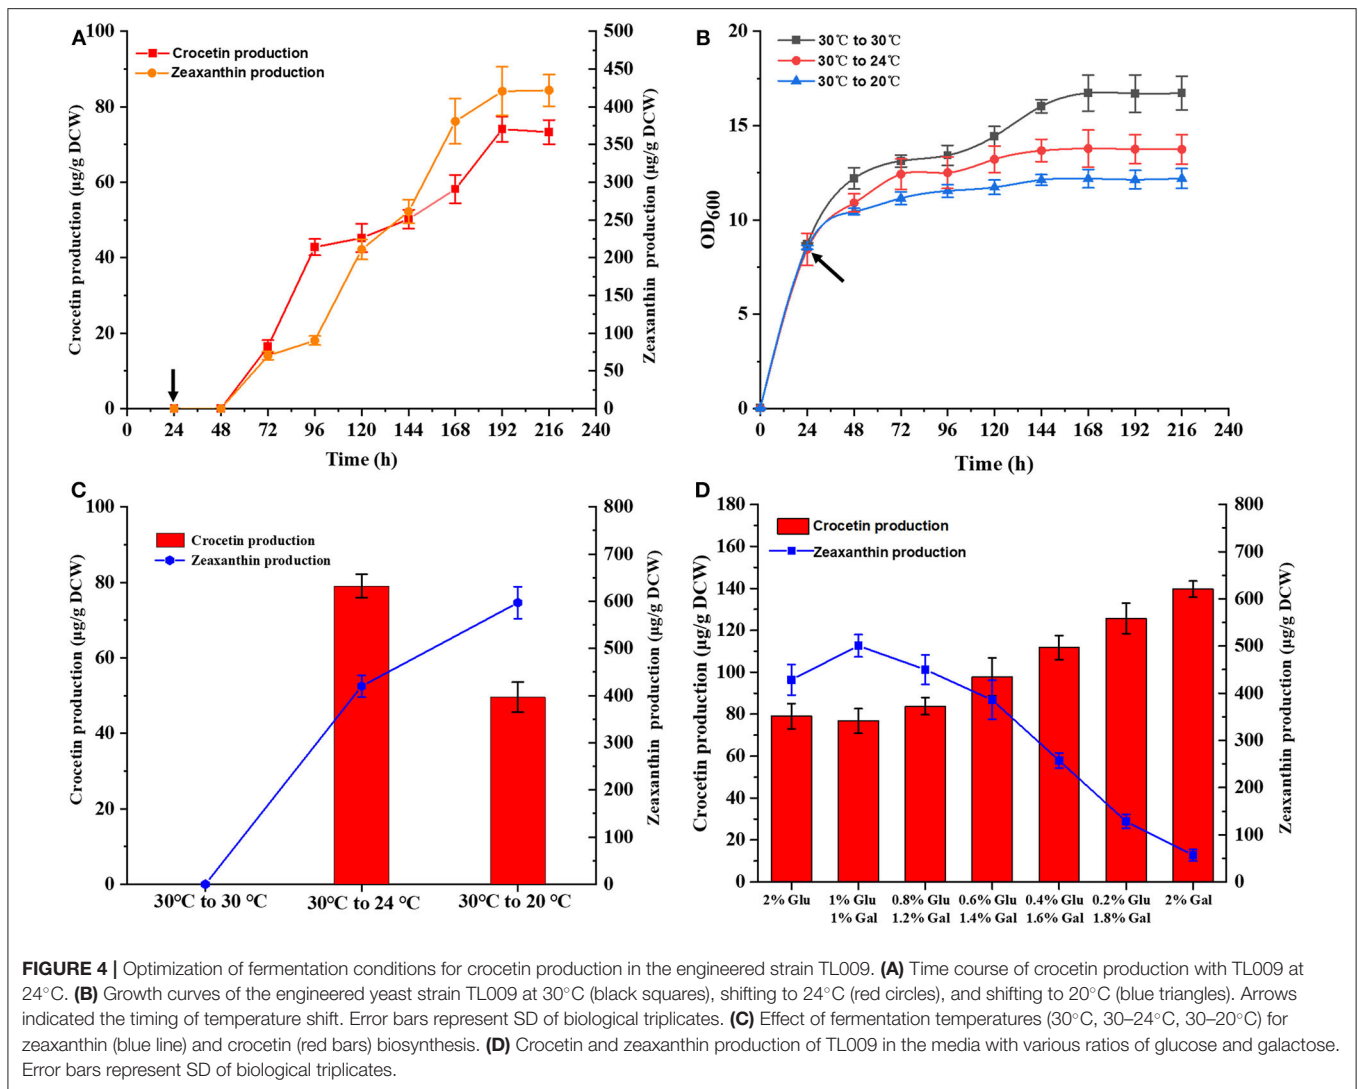 A
Crocetin production
Zeaxanthin production
Crocetin production (µg/g DCW)
100
80
60
40
20
0
Zeaxanthin production (µg/g DCW)
500
450
400
350
300
250
200
150
100
50
0
0 24 48 72 96 120 144 168 192 216 240
Time (h)
B
30℃ to 30℃
30℃ to 24℃
30℃ to 20℃
OD600
20
15
10
5
0
0 24 48 72 96 120 144 168 192 216 240
Time (h)
C
Crocetin production
Zeaxanthin production
Crocetin production (µg/g DCW)
100
80
60
40
20
0
Zeaxanthin production (µg/g DCW)
800
700
600
500
400
300
200
100
0
30°C to 30 °C 30°C to 24 °C 30°C to 20 °C
D
Crocetin production
Zeaxanthin production
Crocetin production (µg/g DCW)
180
160
140
120
100
80
60
40
20
0
Zeaxanthin production (µg/g DCW)
800
700
600
500
400
300
200
100
0
2% Glu 1% Glu 0.8% Glu 0.6% Glu 0.4% Glu 0.2% Glu 2% Gal
1% Gal 1.2% Gal 1.4% Gal 1.6% Gal 1.8% Gal
FIGURE 4 | Optimization of fermentation conditions for crocetin production in the engineered strain TL009. (A) Time course of crocetin production with TL009 at
24°C. (B) Growth curves of the engineered yeast strain TL009 at 30°C (black squares), shifting to 24°C (red circles), and shifting to 20°C (blue triangles). Arrows
indicated the timing of temperature shift. Error bars represent SD of biological triplicates. (C) Effect of fermentation temperatures (30°C, 30–24°C, 30–20°C) for
zeaxanthin (blue line) and crocetin (red bars) biosynthesis. (D) Crocetin and zeaxanthin production of TL009 in the media with various ratios of glucose and galactose.
Error bars represent SD of biological triplicates.